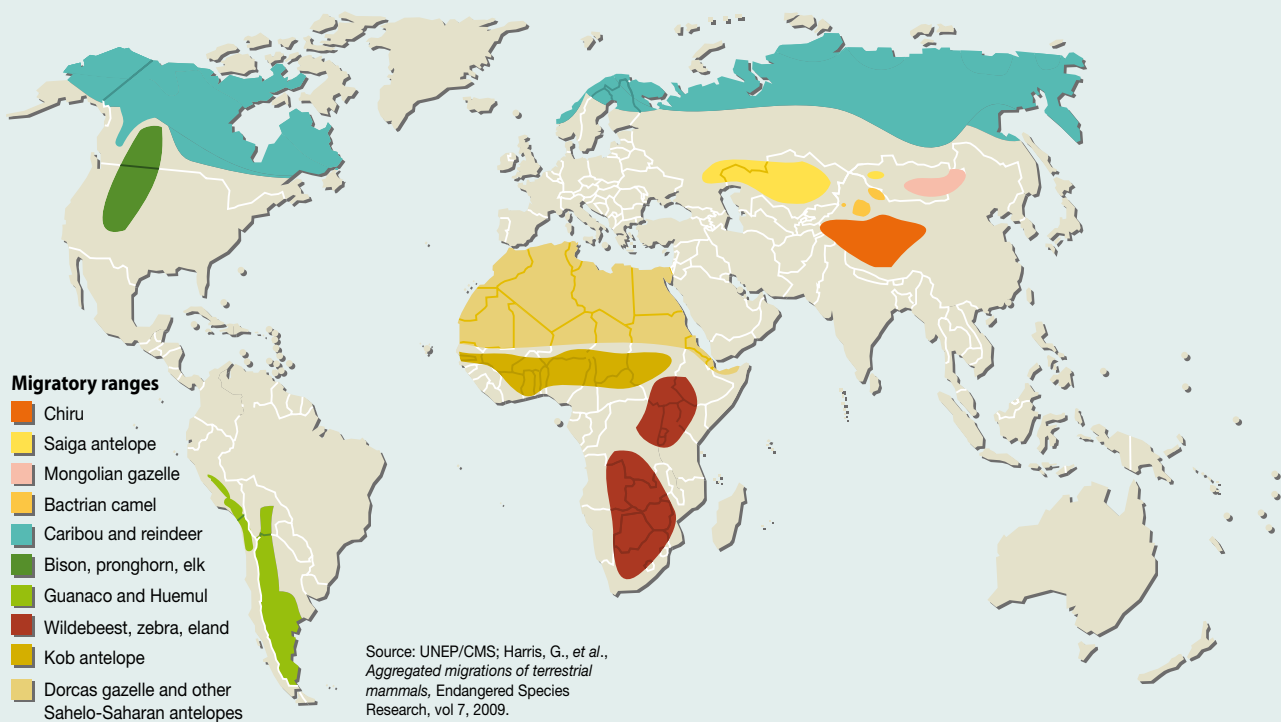 Migratory ranges
Chiru
Saiga antelope
Mongolian gazelle
Bactrian camel
Caribou and reindeer
Bison, pronghorn, elk
Guanaco and Huemul
Wildebeest, zebra, eland
Kob antelope
Dorcas gazelle and other
Sahelo-Saharan antelopes
Source: UNEP/CMS; Harris, G., et al.,
Aggregated migrations of terrestrial
mammals, Endangered Species
Research, vol 7, 2009.